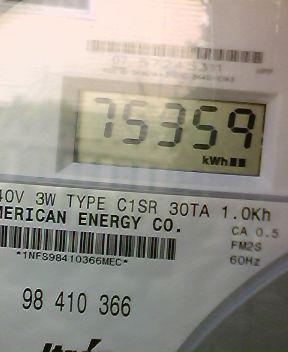 75359
kWh
40V 3W TYPE C1SR 30TA 1.0Kh
MERICAN ENERGY CO.
CA 0.5
FM2S
60Hz
*1NFS98410366MEC*
98 410 366